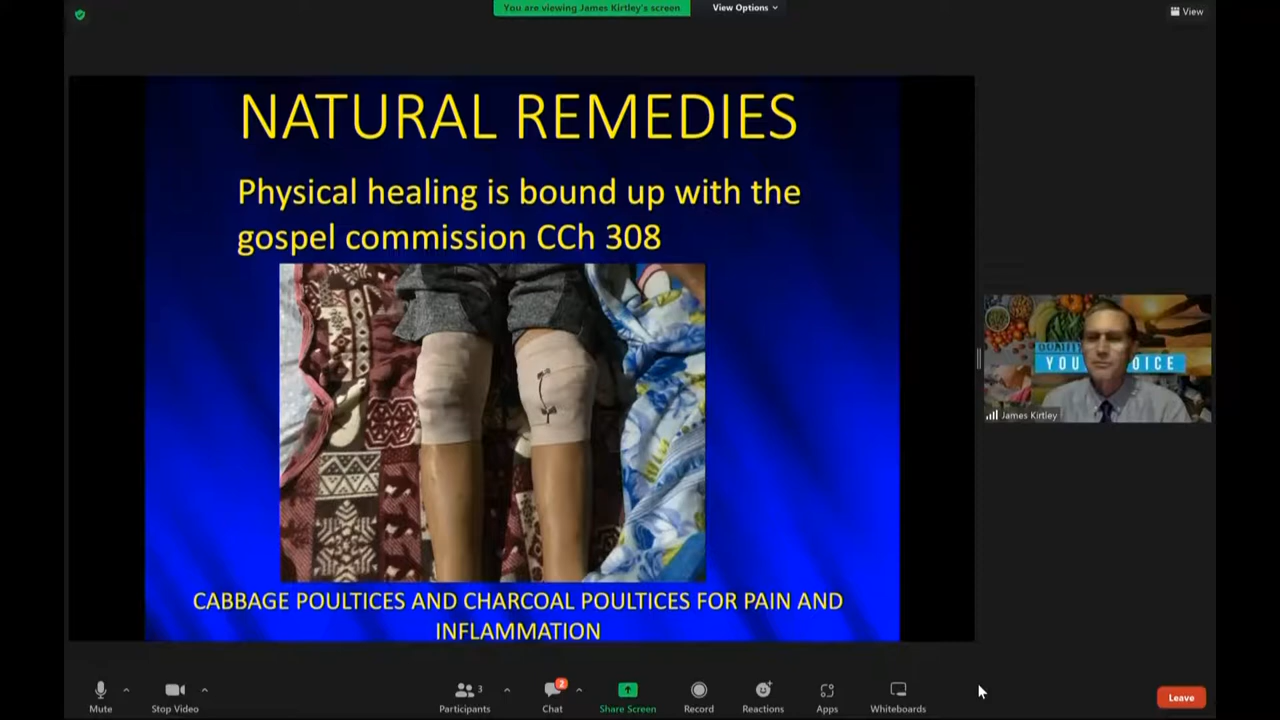 You are viewing James Kirtley's screen
View Options
View
NATURAL REMEDIES
Physical healing is bound up with the
gospel commission CCh 308
CABBAGE POULTICES AND CHARCOAL POULTICES FOR PAIN AND
INFLAMMATION
YOU OICE
James Kirtley
Mute
Stop Video
Participants
3
Chat
2
Share Screen
Record
Reactions
Apps
Whiteboards
Leave